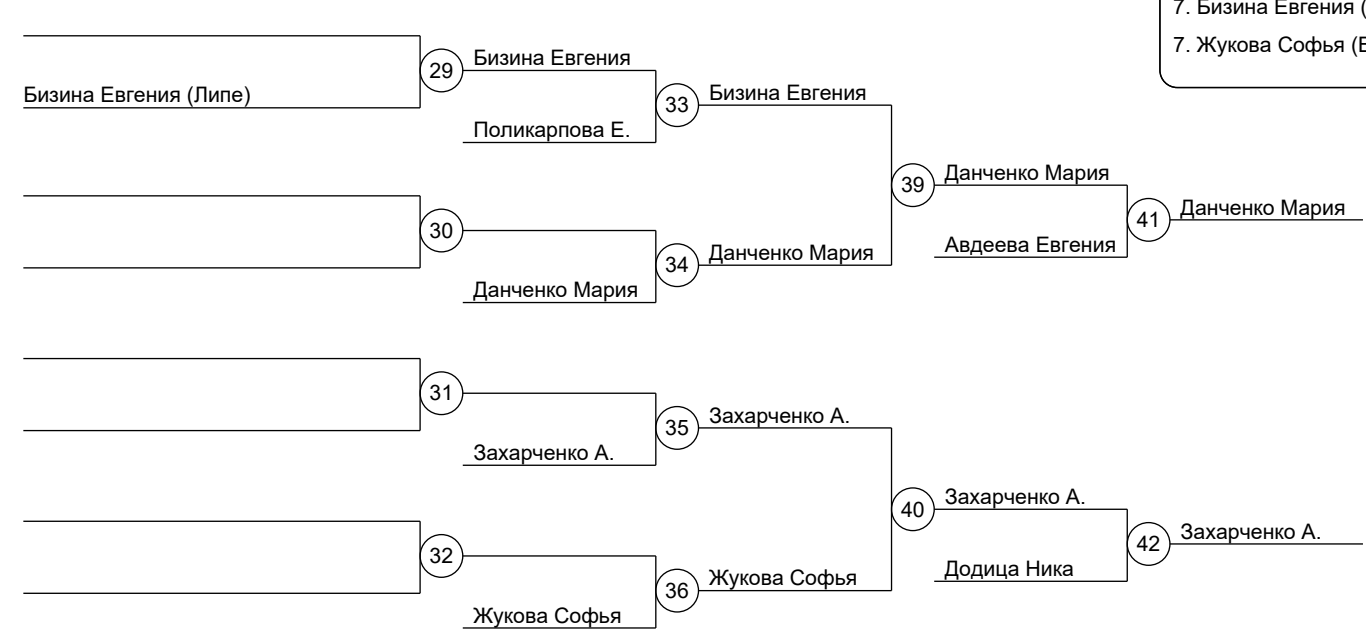 7. Бизина Евгения (
7. Жукова Софья (
Бизина Евгения (Липе)
29
Бизина Евгения
Поликарпова Е.
33
Бизина Евгения
30
Данченко Мария
34
Данченко Мария
39
Данченко Мария
Авдеева Евгения
41
Данченко Мария
31
Захарченко А.
35
Захарченко А.
32
Жукова Софья
36
Жукова Софья
40
Захарченко А.
Додица Ника
42
Захарченко А.